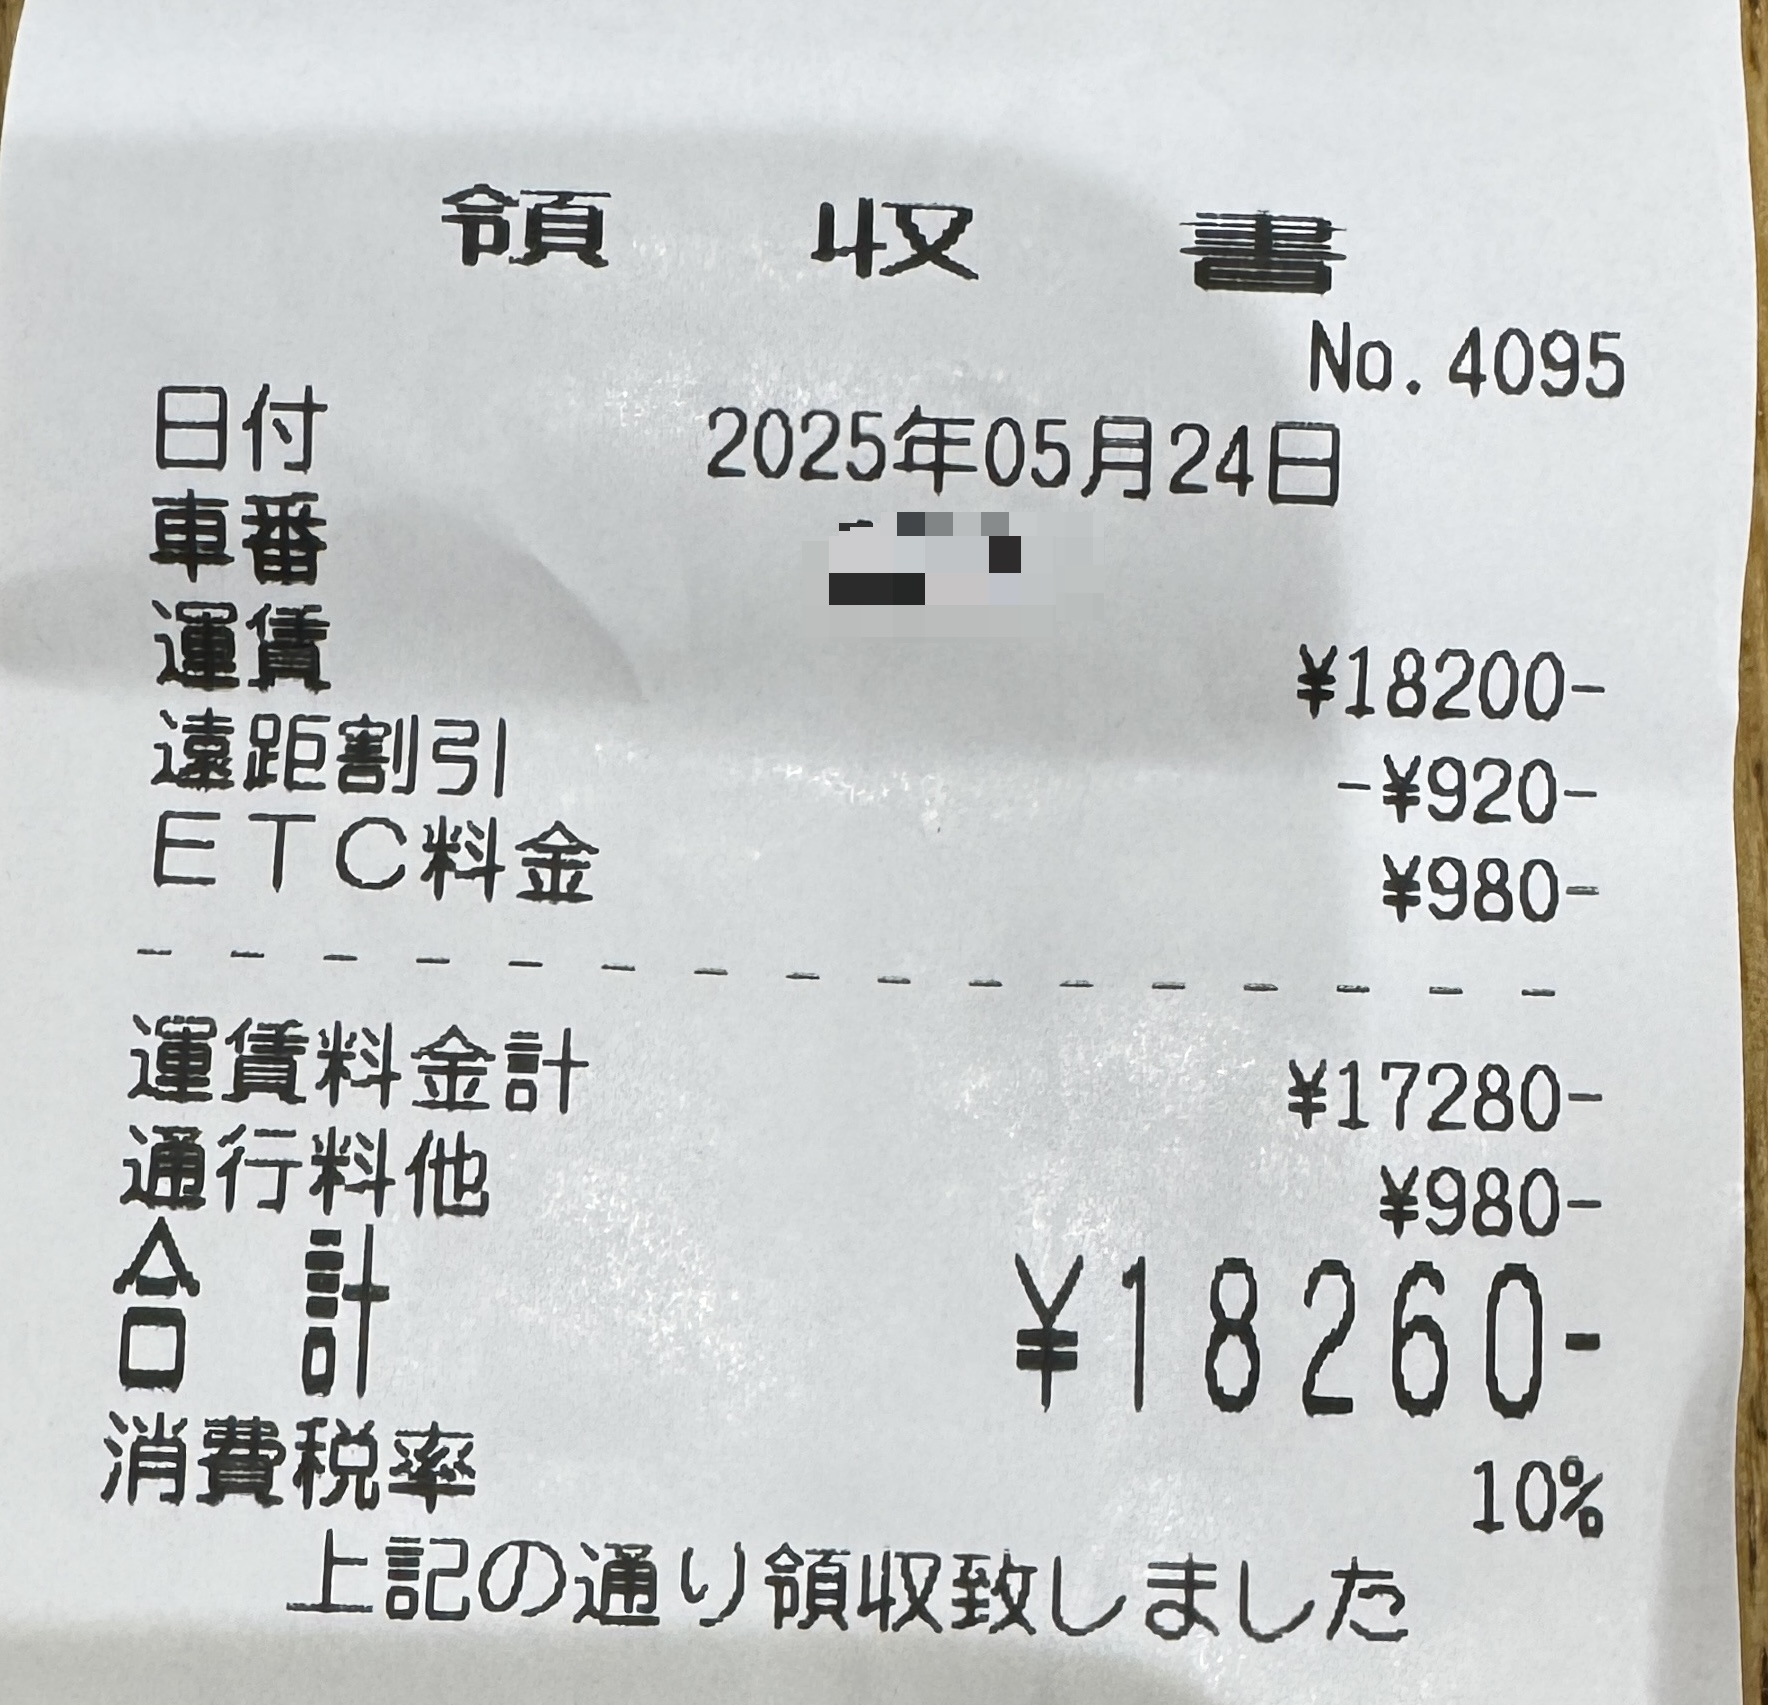 領収書
No.4095
日付 2025年05月24日
車番
運賃 ¥18200-
遠距割引 -¥920-
ETC料金 ¥980-
運賃料金計 ¥17280-
通行料他 ¥980-
合計 ¥18260-
消費税率 10%
上記の通り領収致しました